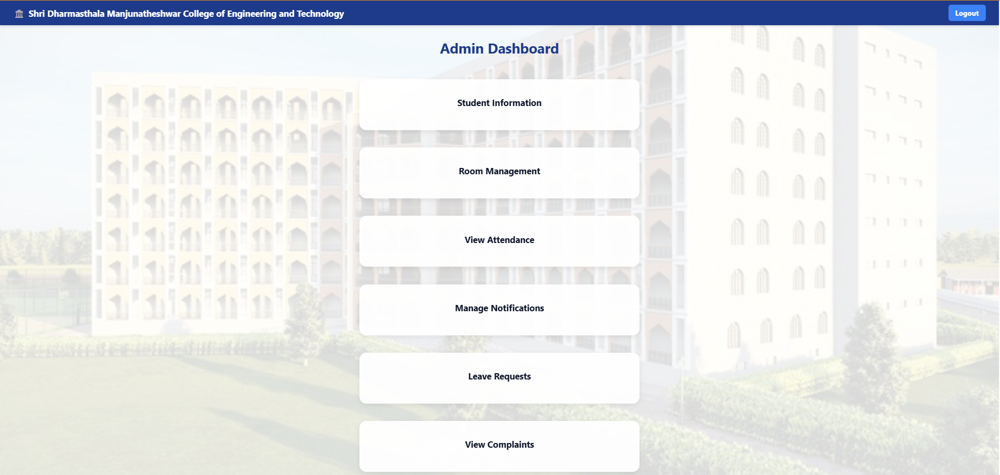 Shri Dharmasthala Manjunatheshwar College of Engineering and Technology
Logout
Admin Dashboard
Student Information
Room Management
View Attendance
Manage Notifications
Leave Requests
View Complaints